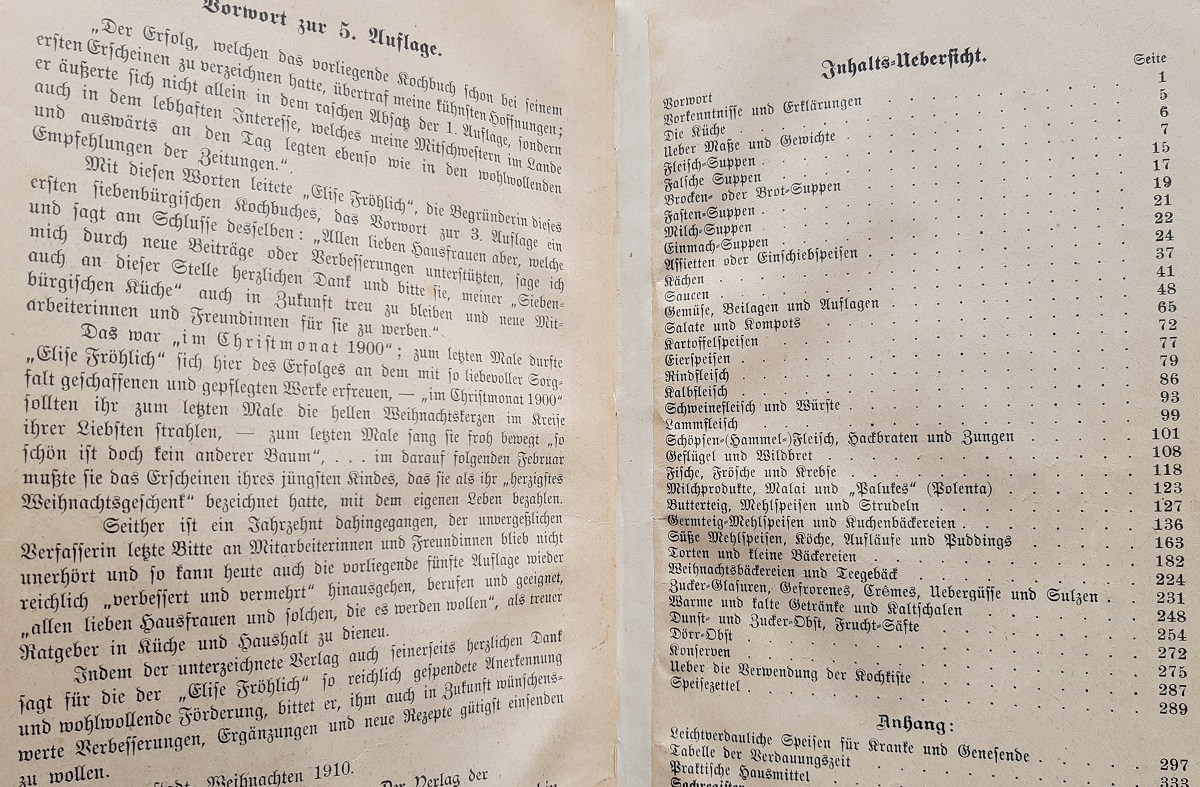 Vorwort zur 5. Auflage.
„Der Erfolg, welchen das vorliegende Kochbuch schon bei seinem
ersten Erscheinen zu verzeichnen hatte, übertraf meine kühnsten Hoffnungen;
er äußerte sich nicht allein in dem raschen Absatz der 1. Auflage, sondern
auch in dem lebhaften Interesse, welches meine Mitschwestern im Lande
und auswärts an den Tag legten ebenso wie in den wohlwollenden
Empfehlungen der Zeitungen.“
Mit diesen Worten leitete „Elise Fröhlich“, die Begründerin dieses
ersten siebenbürgischen Kochbuches, das Vorwort zur 3. Auflage ein
und sagt am Schlusse desselben: „Allen lieben Hausfrauen aber, welche
mich durch neue Beiträge oder Verbesserungen unterstützten, sage ich
auch an dieser Stelle herzlichen Dank und bitte sie, meiner „Sieben-
bürgischen Küche“ auch in Zukunft treu zu bleiben und neue Mit-
arbeiterinnen und Freundinnen für sie zu werben.“
Das war „im Christmonat 1900“; zum letzten Male durfte
„Elise Fröhlich“ sich hier des Erfolges an dem mit so liebevoller Sorg-
falt geschaffenen und gepflegten Werke erfreuen, — „im Christmonat 1900“
sollten ihr zum letzten Male die hellen Weihnachtskerzen im Kreise
ihrer Liebsten strahlen, — zum letzten Male sang sie froh bewegt „so
schön ist doch kein anderer Baum“, . . . im darauf folgenden Februar
mußte sie das Erscheinen ihres jüngsten Kindes, das sie als ihr „herzigstes
Weihnachtsgeschenk“ bezeichnet hatte, mit dem eigenen Leben bezahlen.
Seither ist ein Jahrzehnt dahingegangen, der unvergeßlichen
Verfasserin letzte Bitte an Mitarbeiterinnen und Freundinnen blieb nicht
unerhört und so kann heute auch die vorliegende fünfte Auflage wieder
reichlich „verbessert und vermehrt“ hinausgehen, berufen und geeignet,
„allen lieben Hausfrauen und solchen, die es werden wollen“, als treuer
Ratgeber in Küche und Haushalt zu dieneu.
Indem der unterzeichnete Verlag auch seinerseits herzlichen Dank
sagt für die der „Elise Fröhlich“ so reichlich gespendete Anerkennung
und wohlwollende Förderung, bittet er, ihm auch in Zukunft wünschens-
werte Verbesserungen, Ergänzungen und neue Rezepte gütigst einsenden
zu wollen.
Weihnachten 1910.
Der Verlag der
Inhalts-Uebersicht.
Seite
Vorwort
Vorkenntnisse und Erklärungen 1
Die Küche 5
Ueber Maße und Gewichte 6
Fleisch-Suppen 7
Falsche Suppen 15
Brocken- oder Brot-Suppen 17
Fasten-Suppen 19
Milch-Suppen 21
Einmach-Suppen 22
Assietten oder Einschiebspeisen 24
Kächen 37
Saucen 41
Gemüse, Beilagen und Auflagen 48
Salate und Kompots 65
Kartoffelspeisen 72
Eierspeisen 77
Rindfleisch 79
Kalbfleisch 86
Schweinefleisch und Würste 93
Lammfleisch 99
Schöpsen-(Hammel-)Fleisch, Hackbraten und Zungen 101
Geflügel und Wildbret 108
Fische, Frösche und Krebse 118
Milchprodukte, Malai und „Palukes“ (Polenta) 123
Butterteig, Mehlspeisen und Strudeln 127
Germteig-Mehlspeisen und Kuchenbäckereien 136
Süße Mehlspeisen, Köche, Aufläufe und Puddings 163
Torten und kleine Bäckereien 182
Weihnachtsbäckereien und Teegebäck 224
Zucker-Glasuren, Gefrorenes, Crêmes, Uebergüsse und Sulzen 231
Warme und kalte Getränke und Kaltschalen 248
Dunst- und Zucker-Obst, Frucht-Säfte 254
Dörr-Obst 272
Konserven 275
Ueber die Verwendung der Kochkiste 287
Speisezettel 289
Anhang:
Leichtverdauliche Speisen für Kranke und Genesende 297
Tabelle der Verdauungszeit 333
Praktische Hausmittel
Sachregister